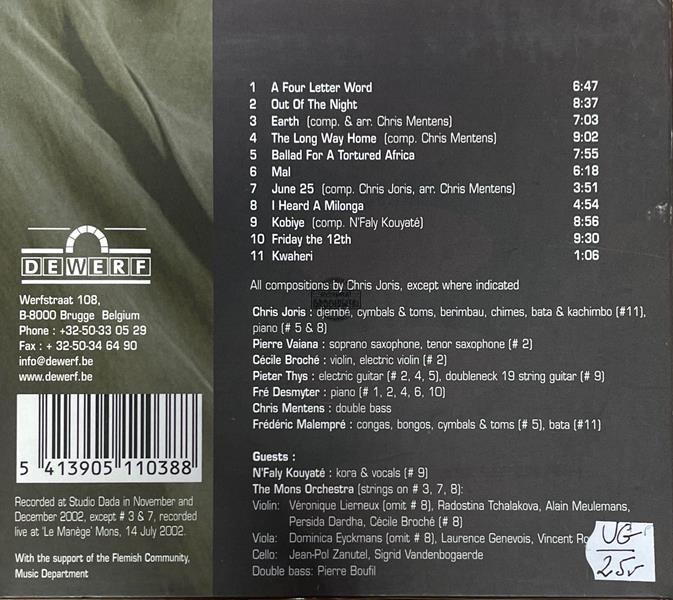 1 A Four Letter Word 6:47
2 Out Of The Night 8:37
3 Earth (comp. & arr. Chris Mentens) 7:03
4 The Long Way Home (comp. Chris Mentens) 9:02
5 Ballad For A Tortured Africa 7:55
6 Mal 6:18
7 June 25 (comp. Chris Joris, arr. Chris Mentens) 3:51
8 I Heard A Milonga 4:54
9 Kobiye (comp. N'Faly Kouyaté) 8:56
10 Friday the 12th 9:30
11 Kwaheri 1:06
All compositions by Chris Joris, except where indicated
Chris Joris : djembé, cymbals & toms, berimbau, chimes, bata & kachimbo (#11),
piano (# 5 & 8)
Pierre Vaiana : soprano saxophone, tenor saxophone (# 2)
Cécile Broché : violin, electric violin (# 2)
Pieter Thys : electric guitar (# 2, 4, 5), doubleneck 19 string guitar (# 9)
Fré Desmyter : piano (# 1, 2, 4, 6, 10)
Chris Mentens : double bass
Frédéric Malempré : congas, bongos, cymbals & toms (# 5), bata (#11)
Guests :
N'Faly Kouyaté : kora & vocals (# 9)
The Mons Orchestra (strings on # 3, 7, 8):
Violin: Véronique Lierneux (omit # 8), Radostina Tchalakova, Alain Meulemans,
Persida Dardha, Cécile Broché (# 8)
Viola: Dominica Eyckmans (omit # 8), Laurence Genevois, Vincent
Cello: Jean-Pol Zanutel, Sigrid Vandenbogaerde
Double bass: Pierre Boufil
DEWERF
Werfstraat 108,
B-8000 Brugge Belgium
Phone : +32-50-33 05 29
Fax : + 32-50-34 64 90
info@dewerf.be
www.dewerf.be
5 413905 110388
Recorded at Studio Dada in November and
December 2002, except # 3 & 7, recorded
live at 'Le Manège' Mons, 14 July 2002.
With the support of the Flemish Community,
Music Department
UG